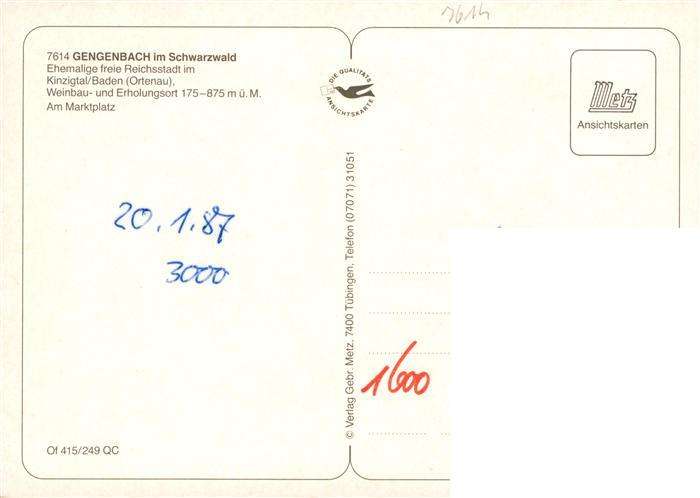 7614
7614 GENGENBACH im Schwarzwald
Ehemalige freie Reichsstadt im
Kinzigtal/Baden (Ortenau),
Weinbau- und Erholungsort 175–875 m ü. M.
Am Marktplatz
DIE QUALITÄTS
ANSICHTSKARTE
Metz
Ansichtskarten
20.1.87
3000
© Verlag Gebr. Metz, 7400 Tübingen, Telefon (07071) 31051
1600
Of 415/249 QC